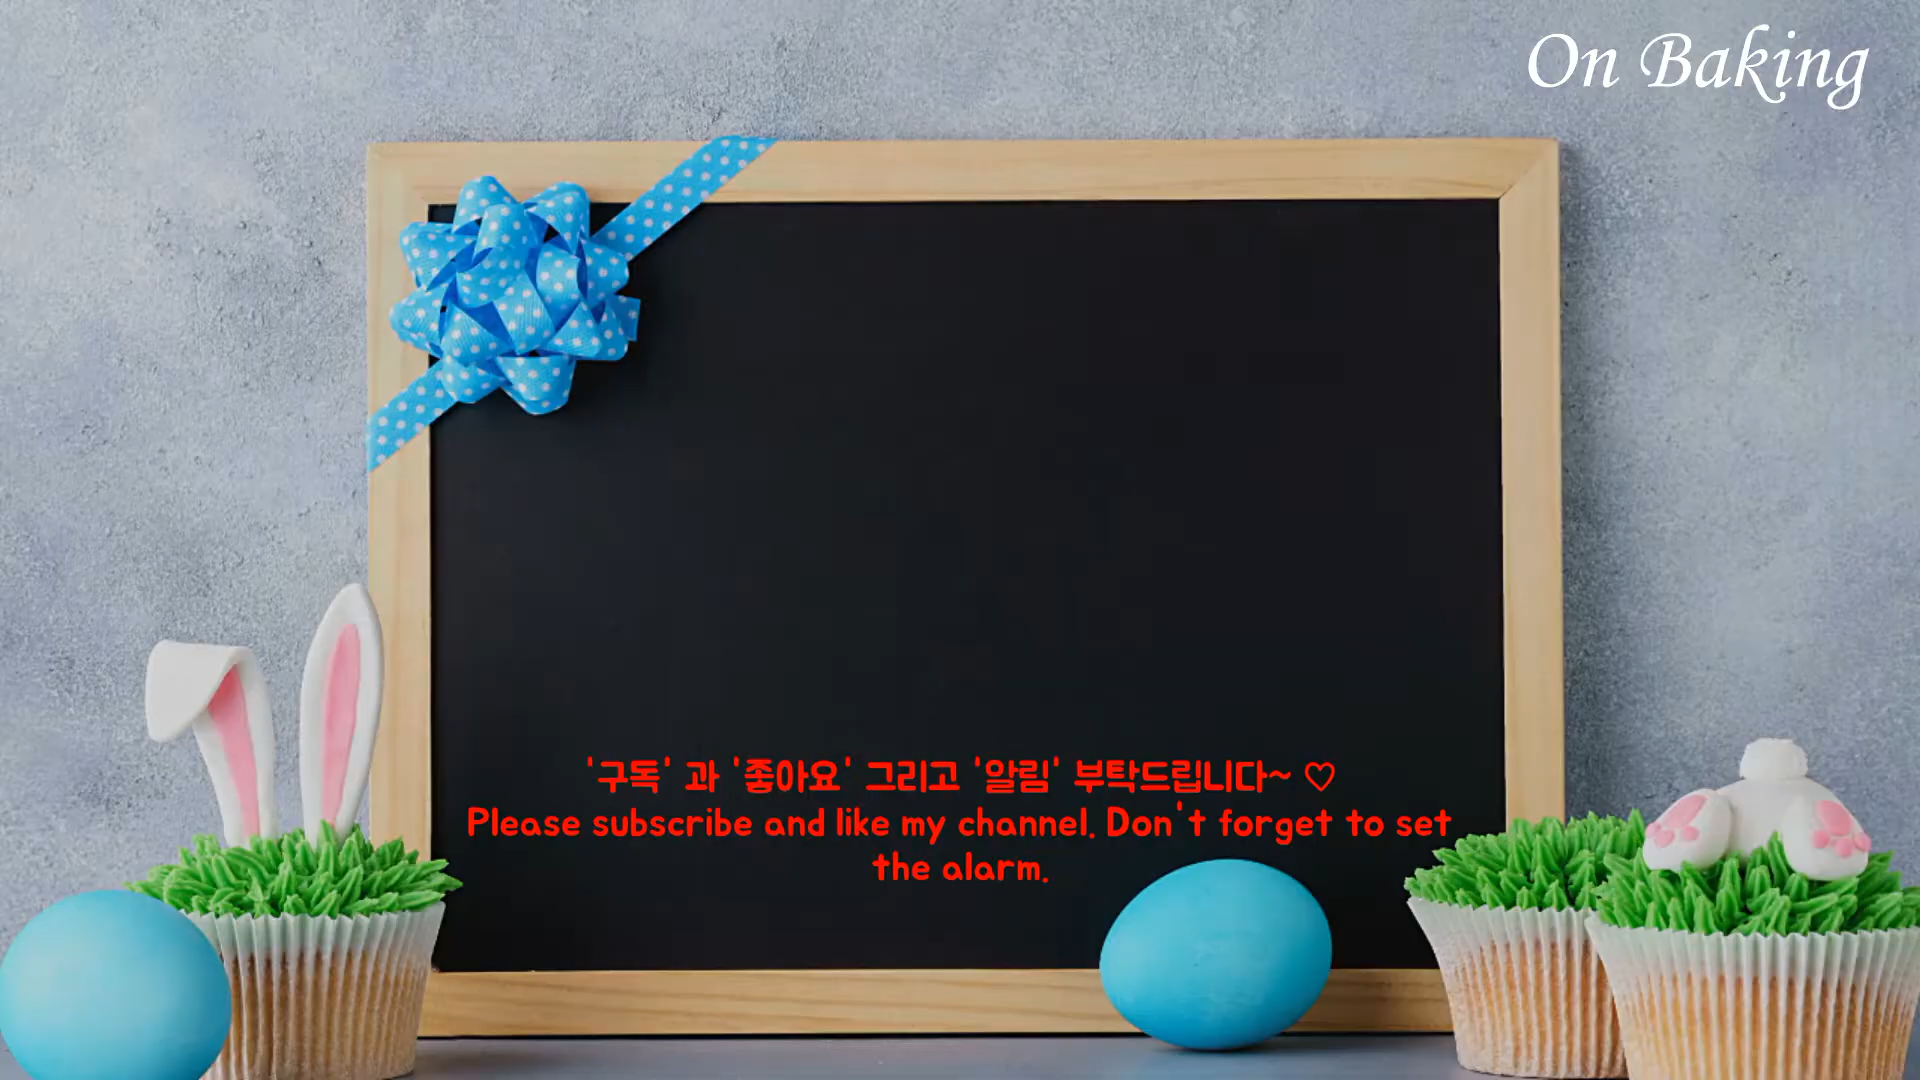 On Baking
'구독' 과 '좋아요' 그리고 '알림' 부탁드립니다~ ♡
Please subscribe and like my channel. Don't forget to set
the alarm.